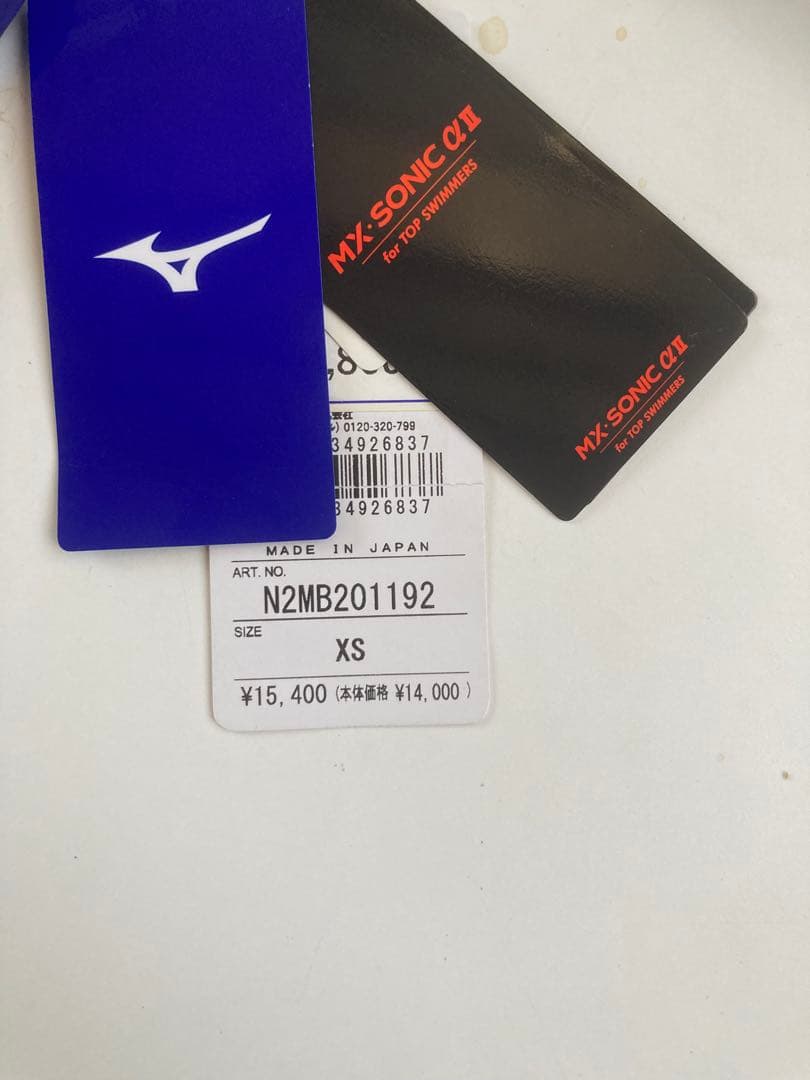 MX·SONIC αⅡ
for TOP SWIMMERS
MX·SONIC αⅡ
for TOP SWIMMERS
0120-320-799
34926837
34926837
MADE IN JAPAN
ART. NO.
N2MB201192
SIZE
XS
¥15,400 (本体価格 ¥14,000 )